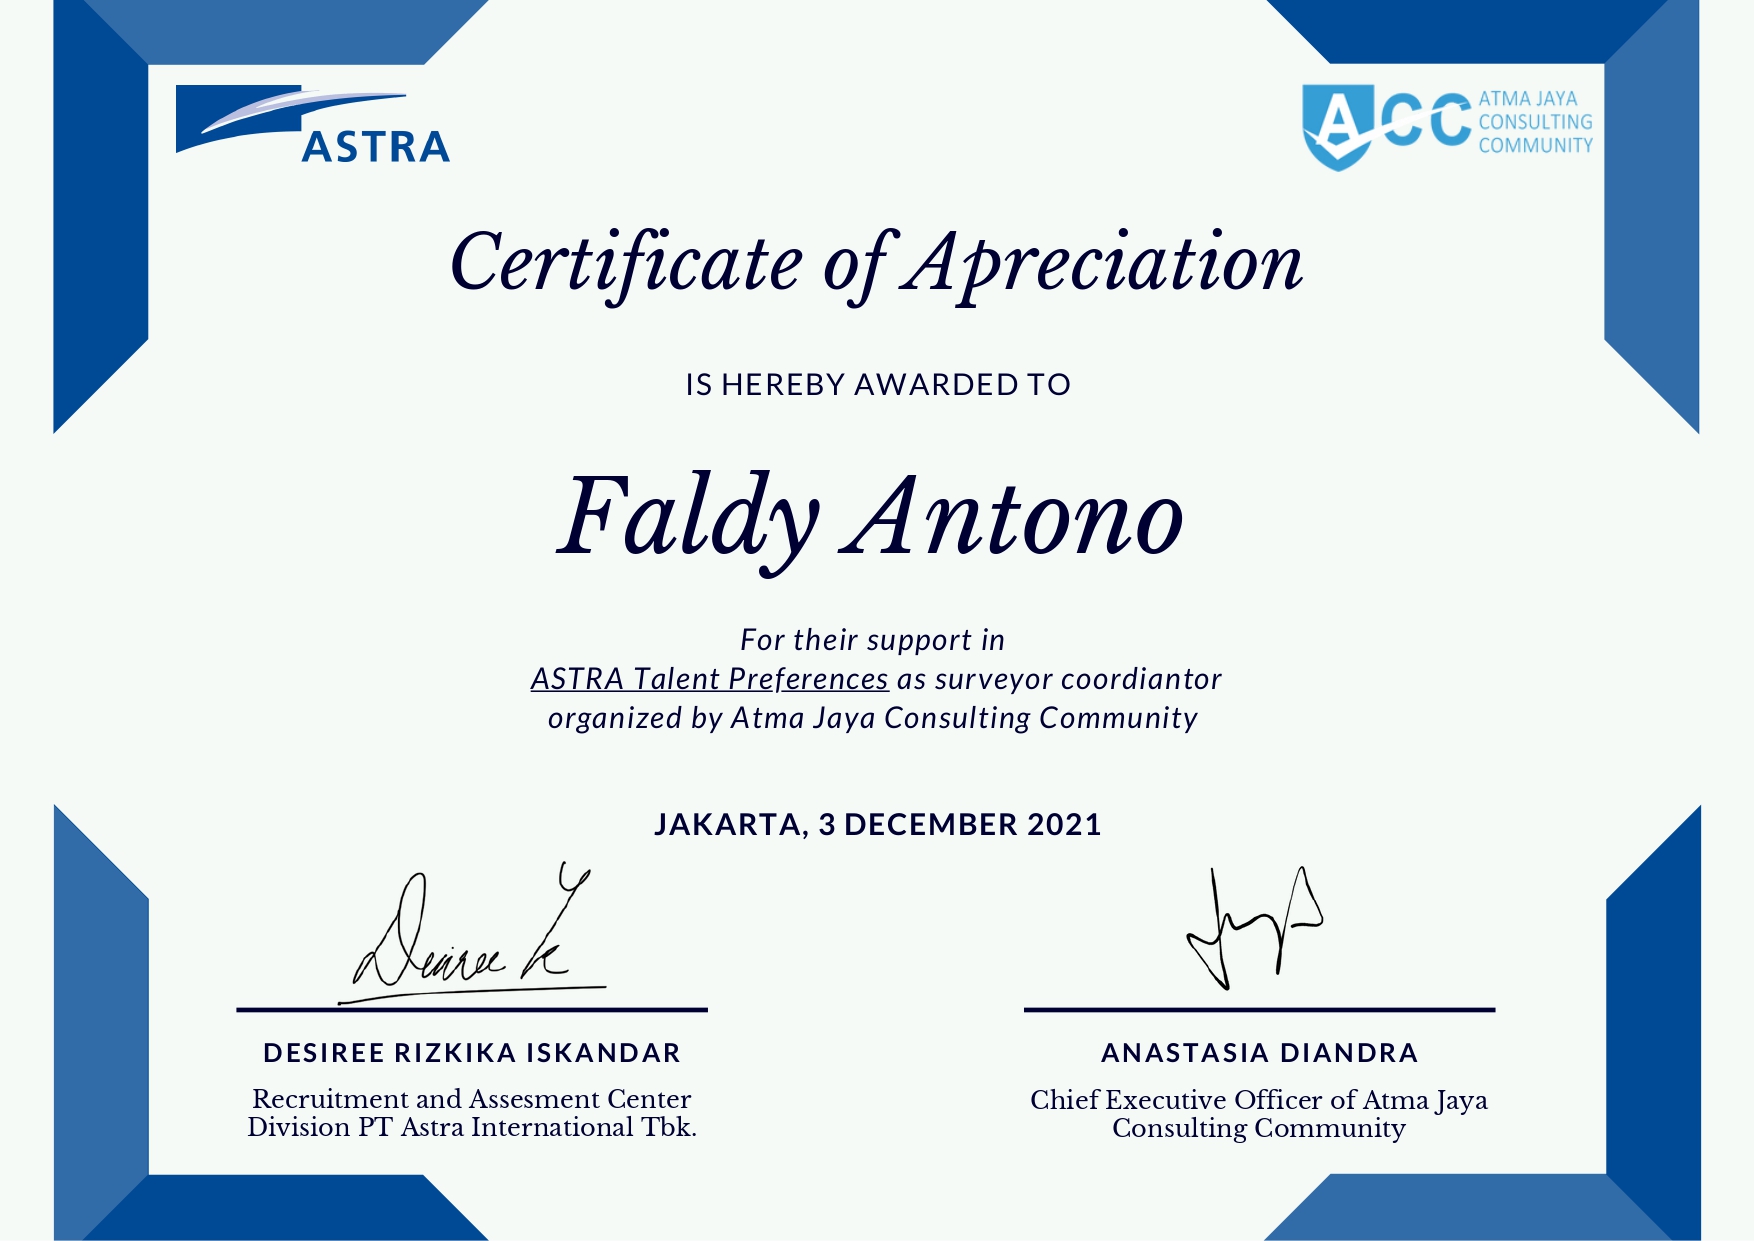 ASTRA
ACC
ATMA JAYA
CONSULTING
COMMUNITY
Certificate of Apreciation
IS HEREBY AWARDED TO
Faldy Antono
For their support in
ASTRA Talent Preferences as surveyor coordiantor
organized by Atma Jaya Consulting Community
JAKARTA, 3 DECEMBER 2021
DESIREE RIZKIKA ISKANDAR
Recruitment and Assesment Center
Division PT Astra International Tbk.
ANASTASIA DIANDRA
Chief Executive Officer of Atma Jaya
Consulting Community